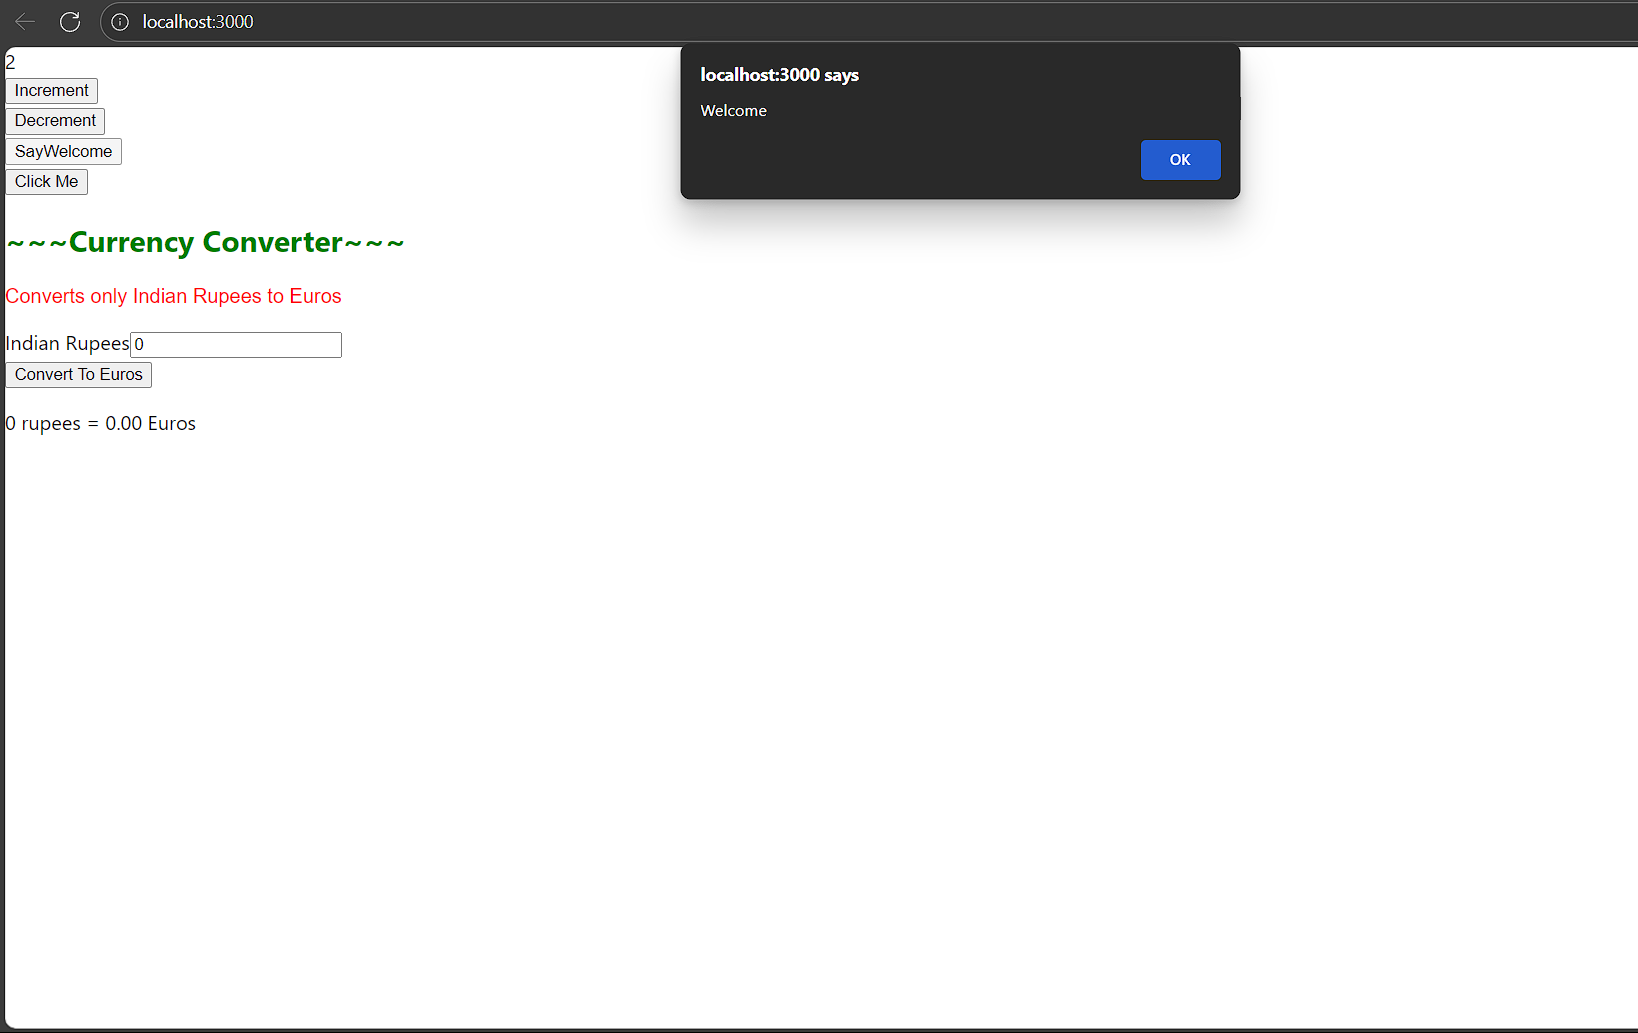 localhost:3000
localhost:3000 says
Welcome
OK
2
Increment
Decrement
SayWelcome
Click Me
~~~Currency Converter~~~
Converts only Indian Rupees to Euros
Indian Rupees 0
Convert To Euros
0 rupees = 0.00 Euros